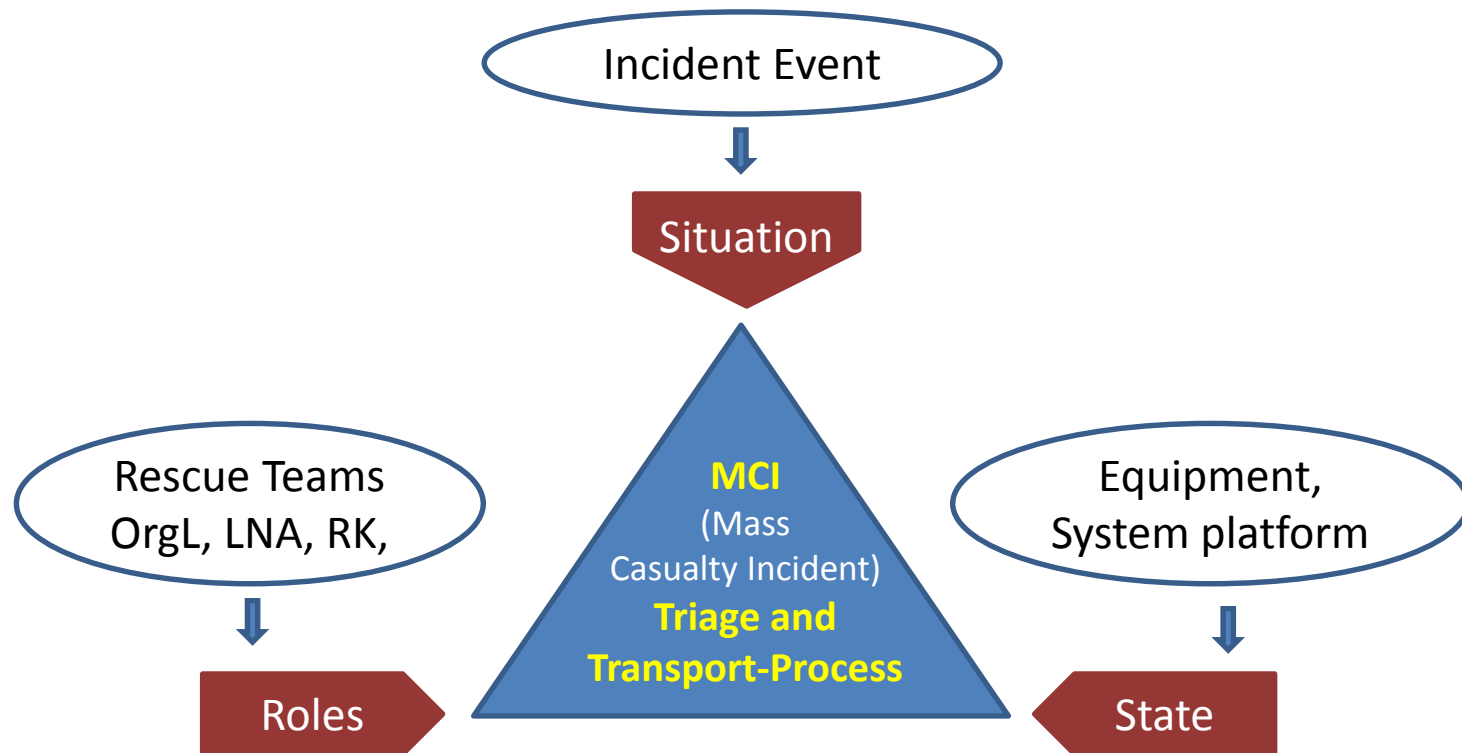 Incident Event
Situation
Rescue Teams
OrgL, LNA, RK,
Equipment,
System platform
MCI
(Mass
Casualty Incident)
Triage and
Transport-Process
Roles
State